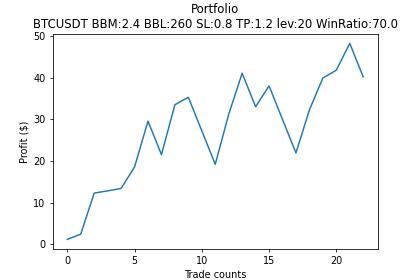 Portfolio
BTCUSDT BBM:2.4 BBL:260 SL:0.8 TP:1.2 lev:20 WinRatio:70.0
50
40
30
20
10
0
Profit ($)
0 5 10 15 20
Trade counts